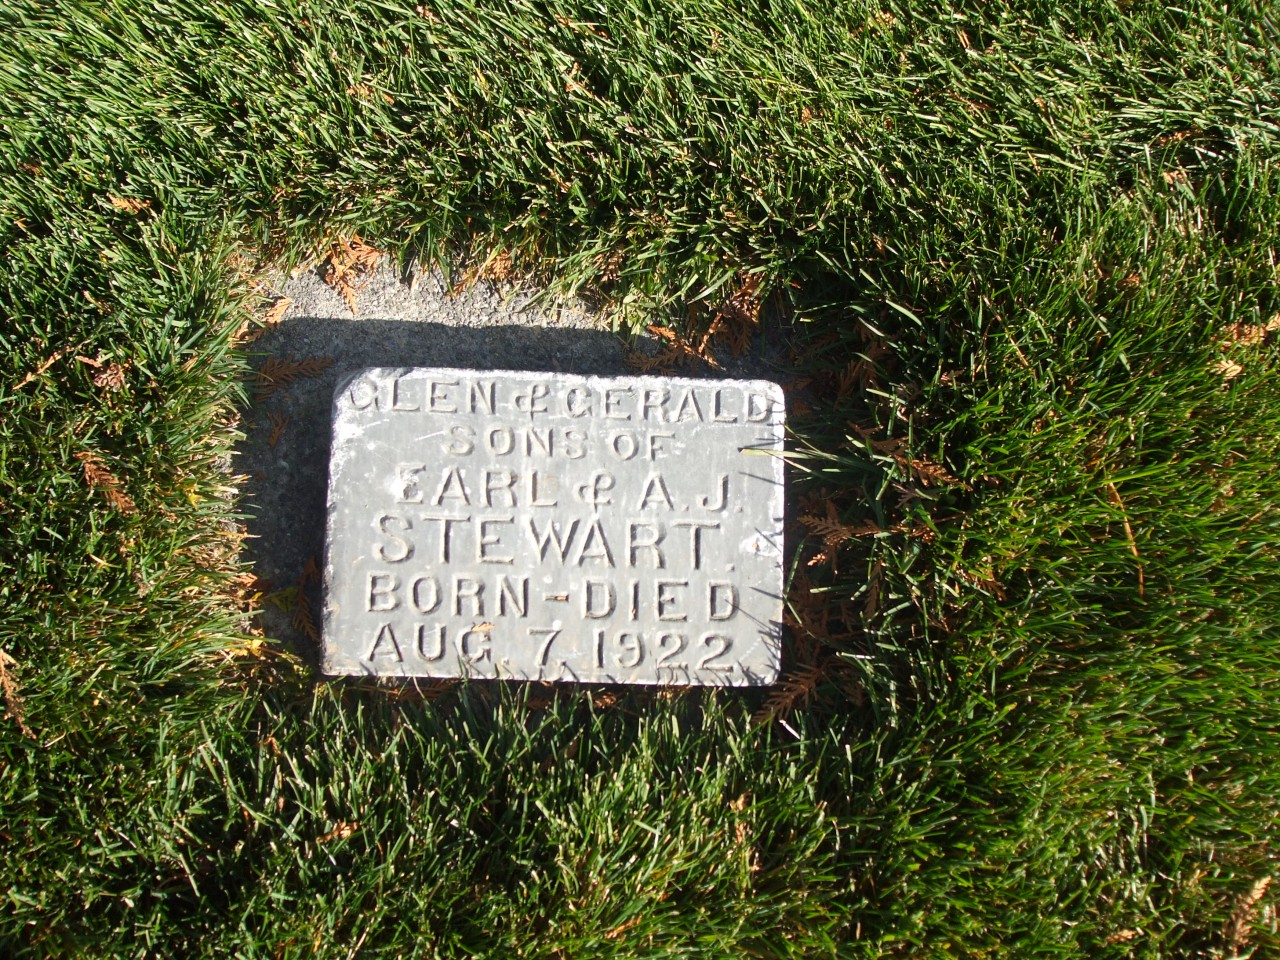 GLEN & GERALD
SONS OF
EARL & A.J.
STEWART.
BORN-DIED
AUG. 7, 1922.